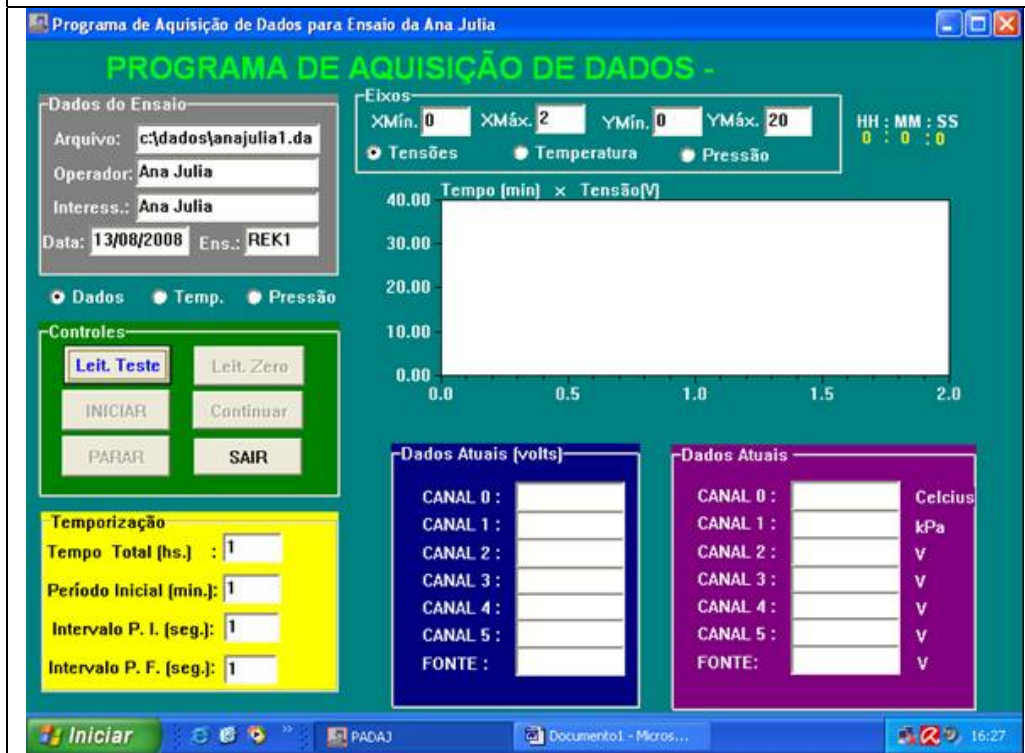 Programa de Aquisição de Dados para Ensaio da Ana Julia
PROGRAMA DE AQUISIÇÃO DE DADOS -
Dados do Ensaio
Arquivo: c:\dados\anajulia1.da
Operador: Ana Julia
Interess.: Ana Julia
Data: 13/08/2008 Ens.: REK1
Dados Temp. Pressão
Controles
Leit. Teste Leit. Zero
INICIAR Continuar
PARAR SAIR
Temporização
Tempo Total (hs.) : 1
Período Inicial (min.): 1
Intervalo P. I. (seg.): 1
Intervalo P. F. (seg.): 1
Eixos
XMín. 0 XMáx. 2 YMín. 0 YMáx. 20
Tensões Temperatura Pressão
HH : MM : SS
0 : 0 : 0
Tempo (min) x Tensão(V)
40.00
30.00
20.00
10.00
0.00
0.0 0.5 1.0 1.5 2.0
Dados Atuais (volts)
CANAL 0 :
CANAL 1 :
CANAL 2 :
CANAL 3 :
CANAL 4 :
CANAL 5 :
FONTE :
Dados Atuais
CANAL 0 : Celcius
CANAL 1 : kPa
CANAL 2 : V
CANAL 3 : V
CANAL 4 : V
CANAL 5 : V
FONTE: V
Iniciar PADAJ Documento1 - Micros... 16:27